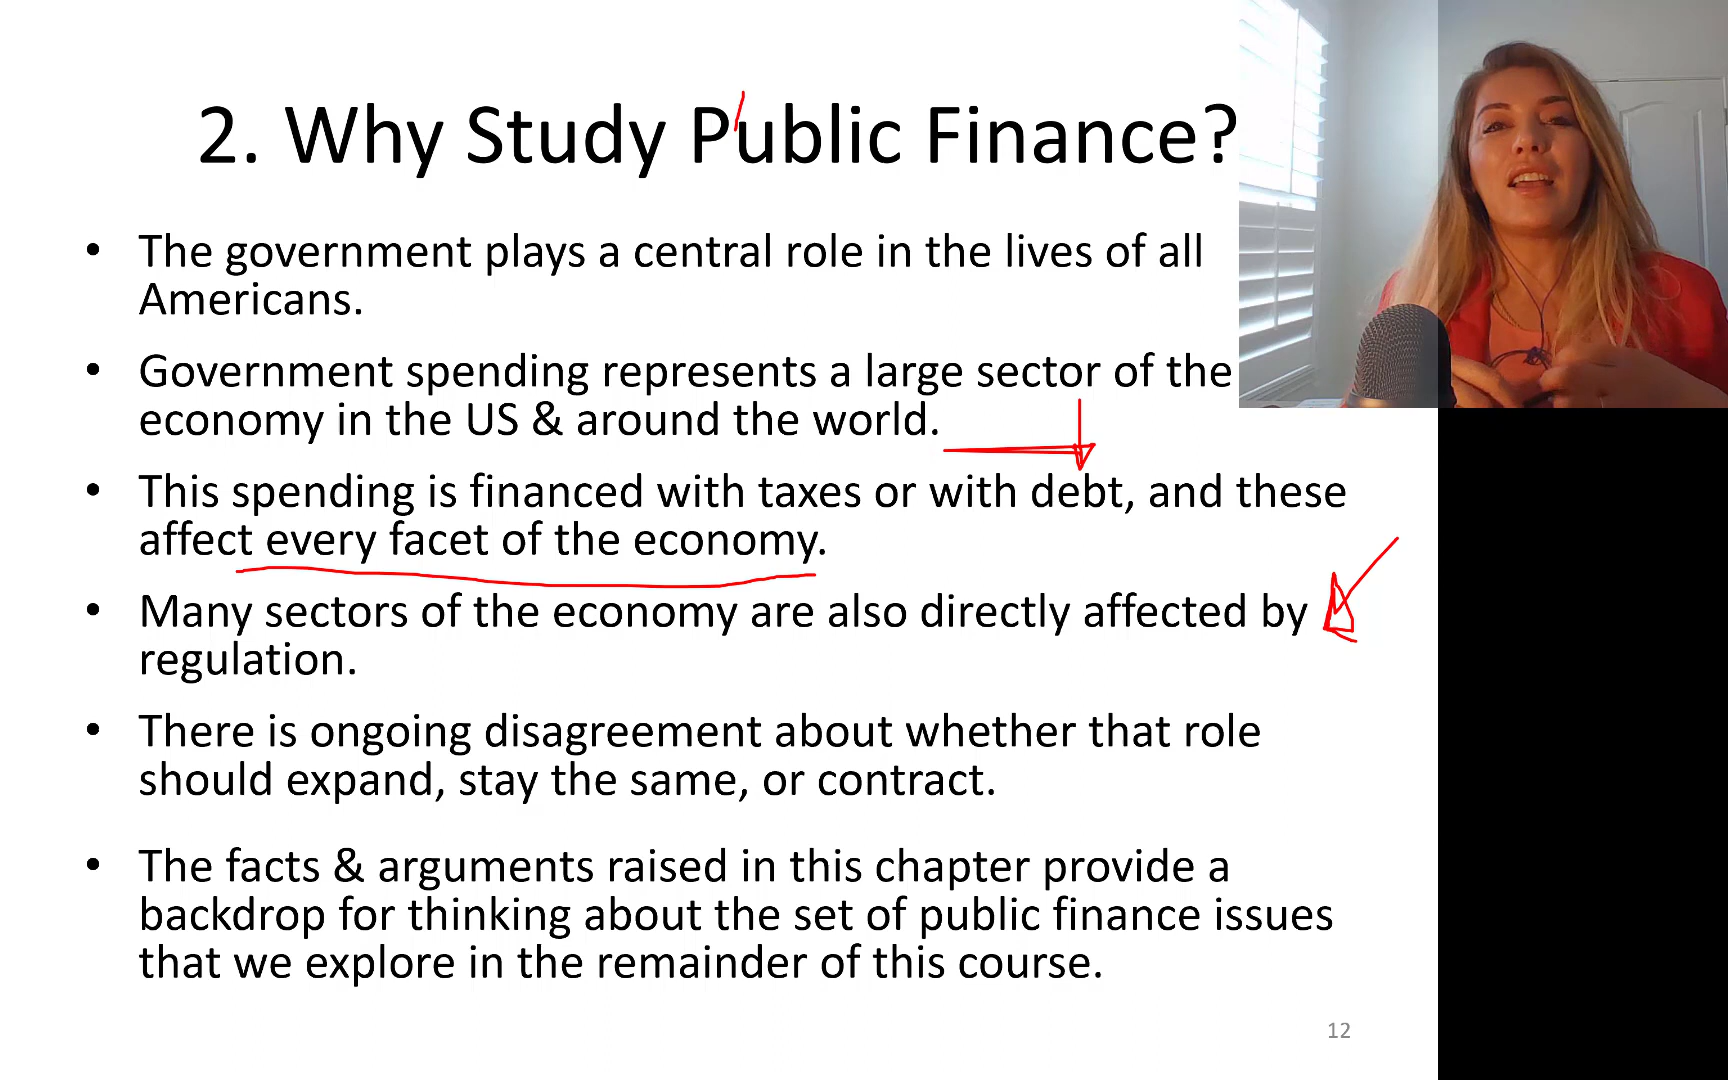 2. Why Study Public Finance?
• The government plays a central role in the lives of all
Americans.
• Government spending represents a large sector of the
economy in the US & around the world.
• This spending is financed with taxes or with debt, and these
affect every facet of the economy.
• Many sectors of the economy are also directly affected by
regulation.
• There is ongoing disagreement about whether that role
should expand, stay the same, or contract.
• The facts & arguments raised in this chapter provide a
backdrop for thinking about the set of public finance issues
that we explore in the remainder of this course.
12